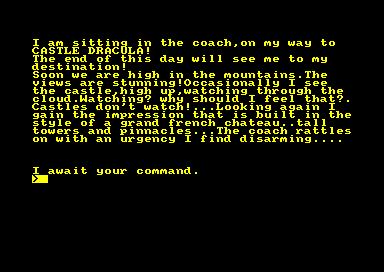 I am sitting in the coach,on my way to
CASTLE DRACULA!
The end of this day will see me to my
destination!
Soon we are high in the mountains.The
views are stunning!Occasionally I see
the castle,high up,watching through the
cloud.Watching? why should I feel that?.
Castles don't watch!...Looking again I
gain the impression that is built in the
style of a grand french chateau..tall
towers and pinnacles...The coach rattles
on with an urgency I find disarming....
I await your command.
>